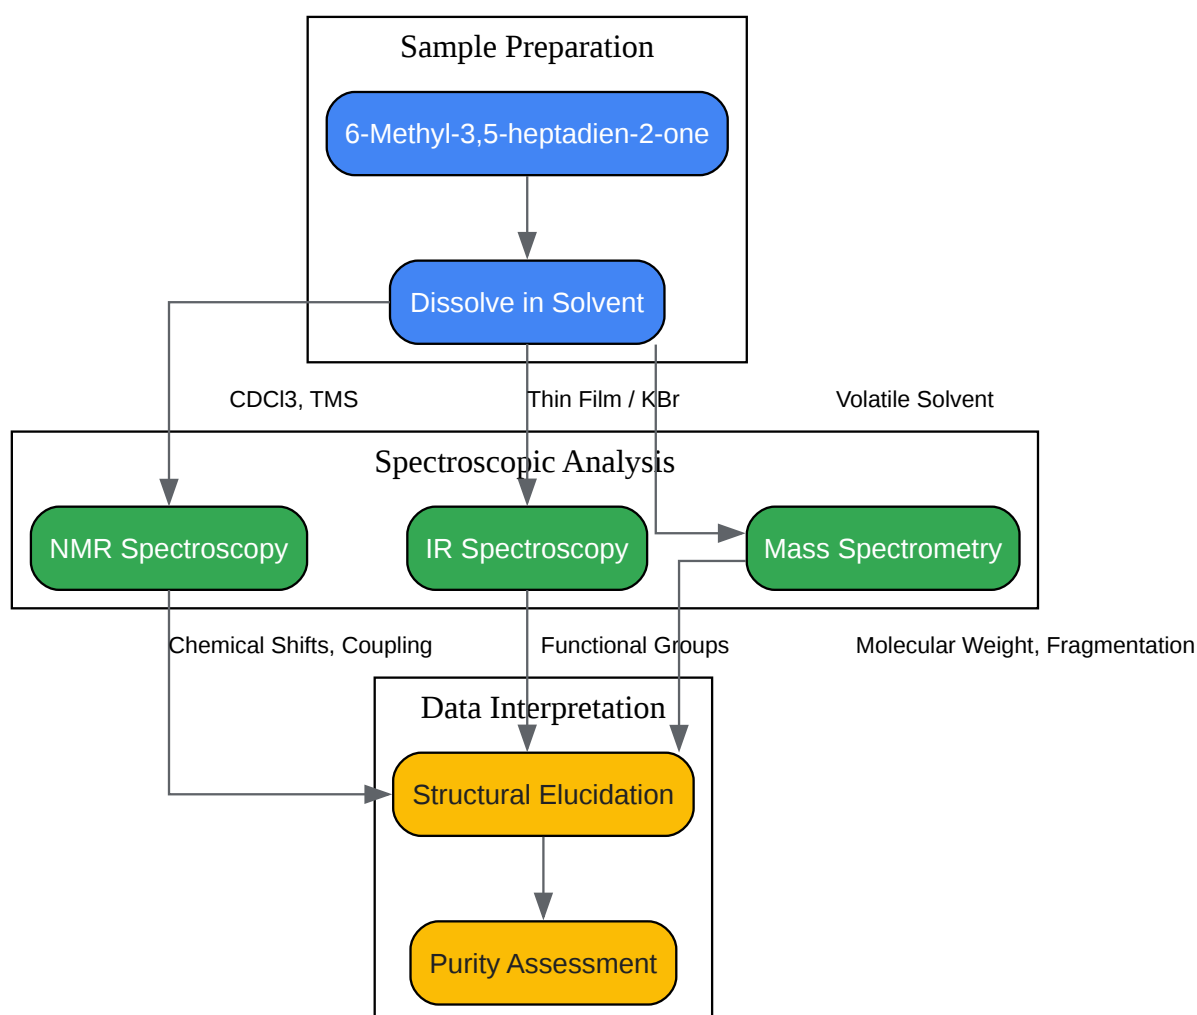 Sample Preparation
6-Methyl-3,5-heptadien-2-one
Dissolve in Solvent
CDCl3, TMS
Thin Film / KBr
Volatile Solvent
Spectroscopic Analysis
NMR Spectroscopy
IR Spectroscopy
Mass Spectrometry
Chemical Shifts, Coupling
Functional Groups
Molecular Weight, Fragmentation
Data Interpretation
Structural Elucidation
Purity Assessment